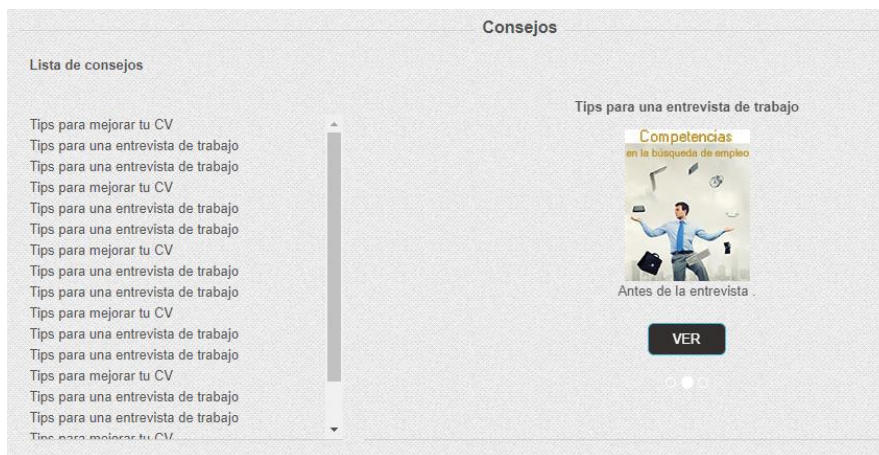 Consejos
Lista de consejos
Tips para mejorar tu CV
Tips para una entrevista de trabajo
Tips para una entrevista de trabajo
Tips para mejorar tu CV
Tips para una entrevista de trabajo
Tips para una entrevista de trabajo
Tips para mejorar tu CV
Tips para una entrevista de trabajo
Tips para una entrevista de trabajo
Tips para mejorar tu CV
Tips para una entrevista de trabajo
Tips para una entrevista de trabajo
Tips para mejorar tu CV
Tips para una entrevista de trabajo
Tips para una entrevista de trabajo
Tips para mejorar tu CV
Tips para una entrevista de trabajo
Competencias
en la búsqueda de empleo
Antes de la entrevista .
VER